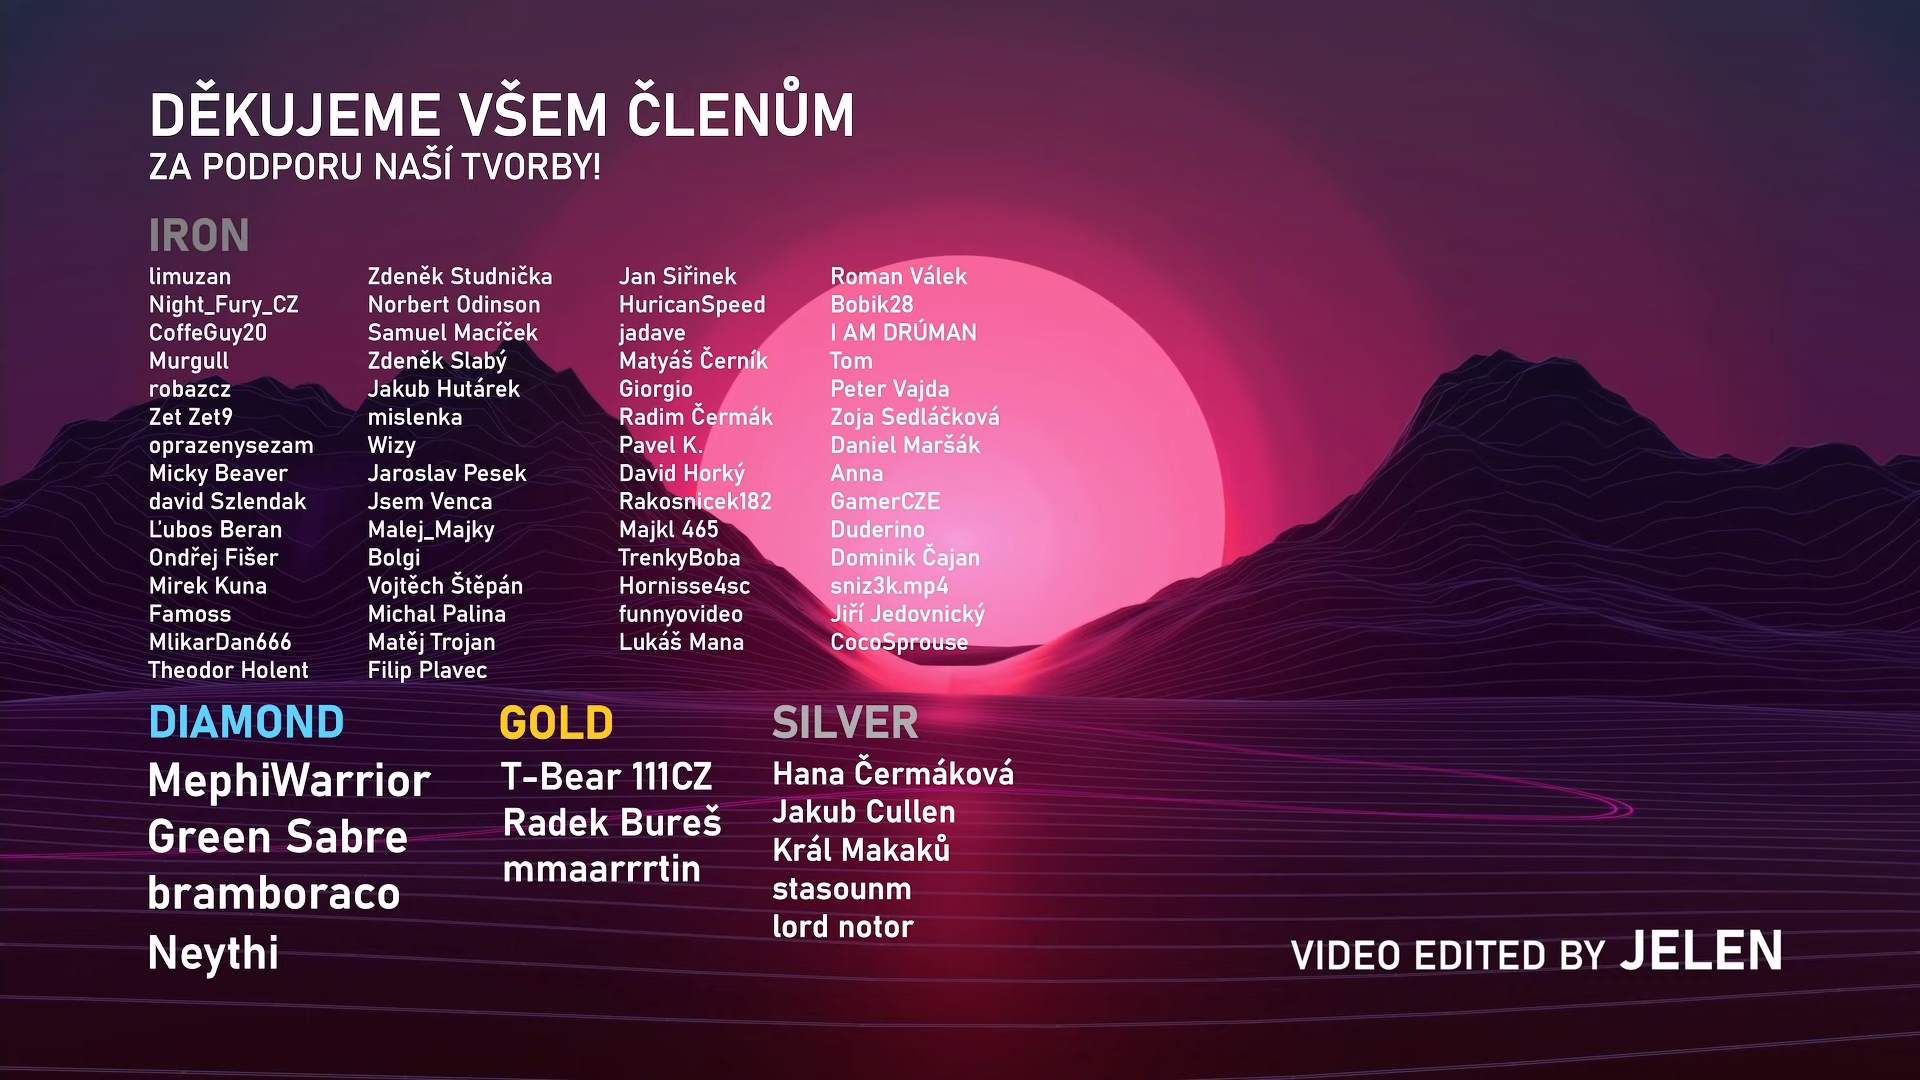 DĚKUJEME VŠEM ČLENŮM
ZA PODPORU NAŠÍ TVORBY!
IRON
limuzan
Night_Fury_CZ
CoffeGuy20
Murgull
robazcz
Zet Zet9
oprazenysezam
Micky Beaver
david Szlendak
Ľubos Beran
Ondřej Fišer
Mirek Kuna
Famoss
MlikarDan666
Theodor Holent
Zdeněk Studnička
Norbert Odinson
Samuel Macíček
Zdeněk Slabý
Jakub Hutárek
mislenka
Wizy
Jaroslav Pesek
Jsem Venca
Malej_Majky
Bolgi
Vojtěch Štěpán
Michal Palina
Matěj Trojan
Filip Plavec
Jan Siřinek
HuricanSpeed
jadave
Matyáš Černík
Giorgio
Radim Čermák
Pavel K.
David Horký
Rakosnicek182
Majkl 465
TrenkyBoba
Hornisse4sc
funnyovideo
Lukáš Mana
Roman Válek
Bobik28
I AM DRÚMAN
Tom
Peter Vajda
Zoja Sedláčková
Daniel Maršák
Anna
GamerCZE
Duderino
Dominik Čajan
sniz3k.mp4
Jiří Jedovnický
CocoSprouse
DIAMOND
MephiWarrior
Green Sabre
bramboraco
Neythi
GOLD
T-Bear 111CZ
Radek Bureš
mmaarrrtin
SILVER
Hana Čermáková
Jakub Cullen
Král Makaků
stasounm
lord notor
VIDEO EDITED BY JELEN